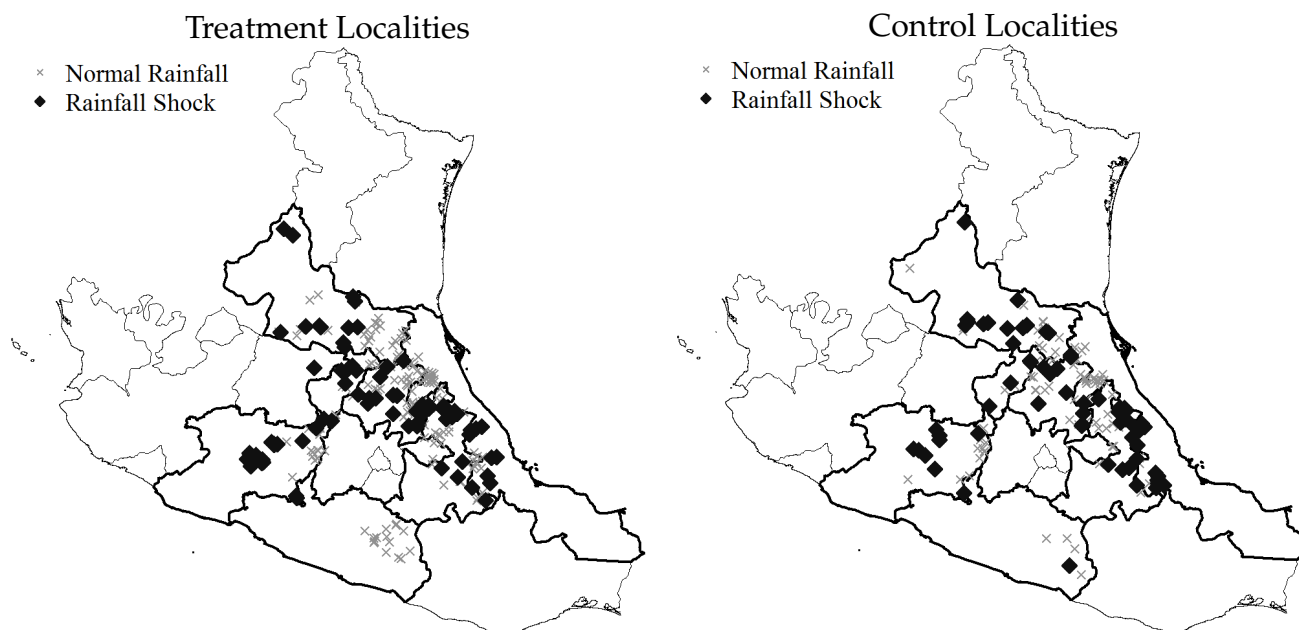 Treatment Localities
Normal Rainfall
Rainfall Shock
Control Localities
Normal Rainfall
Rainfall Shock